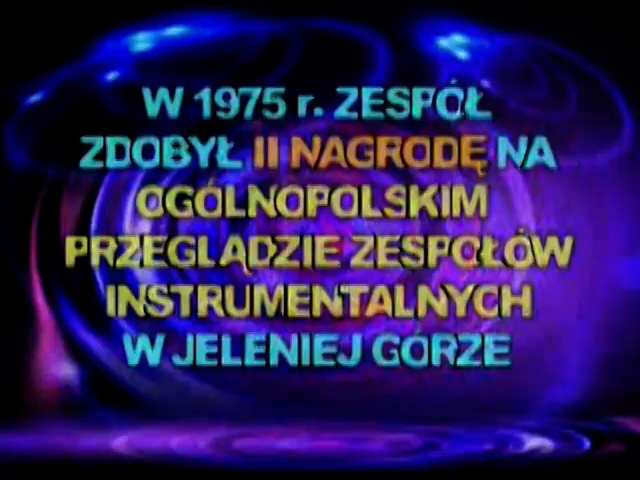 W 1975 r. ZESPÓŁ
ZDOBYŁ II NAGRODĘ NA
OGÓLNOPOLSKIM
PRZEGLĄDZIE ZESPOŁÓW
INSTRUMENTALNYCH
W JELENIEJ GÓRZE